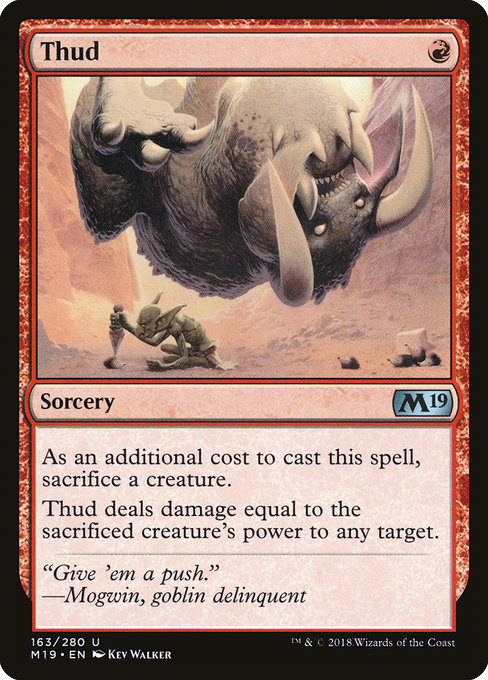 Thud
Sorcery
M19
As an additional cost to cast this spell,
sacrifice a creature.
Thud deals damage equal to the
sacrificed creature's power to any target.
“Give ’em a push.”
—Mogwin, goblin delinquent
163/280 U
M19 • EN Kev Walker
™ & © 2018 Wizards of the Coast